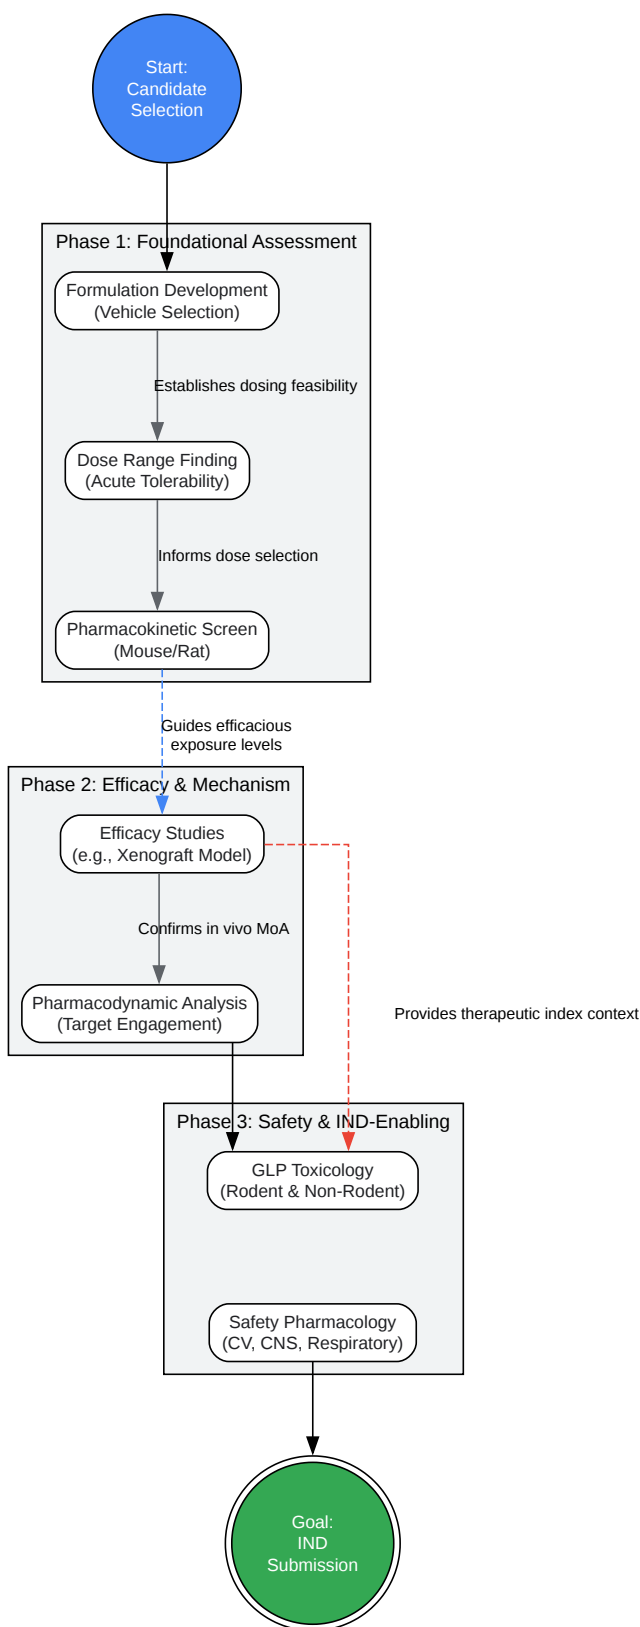 Start:
Candidate
Selection
Phase 1: Foundational Assessment
Formulation Development
(Vehicle Selection)
Establishes dosing feasibility
Dose Range Finding
(Acute Tolerability)
Informs dose selection
Pharmacokinetic Screen
(Mouse/Rat)
Guides efficacious
exposure levels
Phase 2: Efficacy & Mechanism
Efficacy Studies
(e.g., Xenograft Model)
Confirms in vivo MoA
Pharmacodynamic Analysis
(Target Engagement)
Provides therapeutic index context
Phase 3: Safety & IND-Enabling
GLP Toxicology
(Rodent & Non-Rodent)
Safety Pharmacology
(CV, CNS, Respiratory)
Goal:
IND
Submission